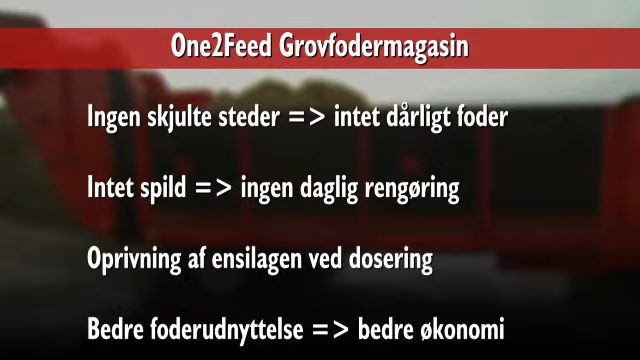 One2Feed Grovfodermagasin
Ingen skjulte steder => intet dårligt foder
Intet spild => ingen daglig rengøring
Oprivning af ensilagen ved dosering
Bedre foderudnyttelse => bedre økonomi